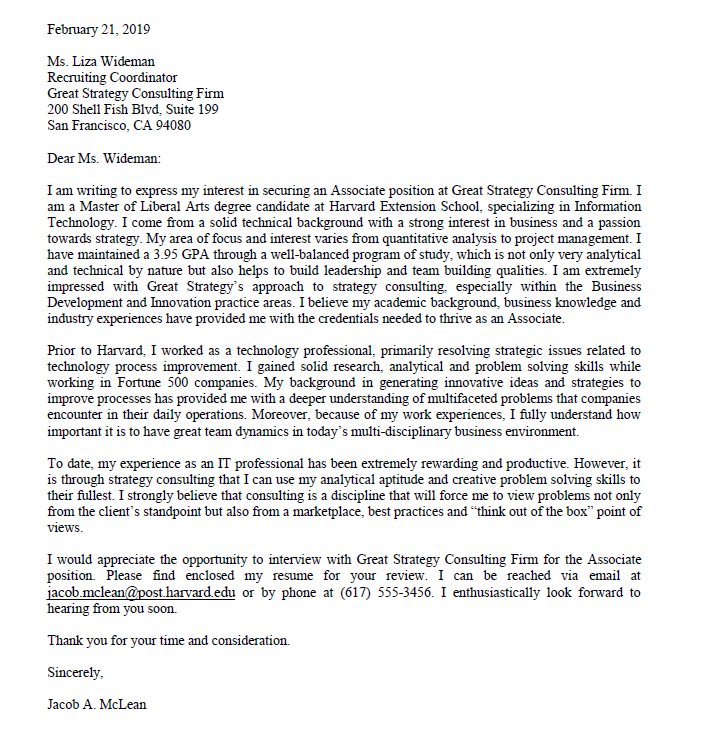 February 21, 2019
Ms. Liza Wideman
Recruiting Coordinator
Great Strategy Consulting Firm
200 Shell Fish Blvd, Suite 199
San Francisco, CA 94080
Dear Ms. Wideman:
I am writing to express my interest in securing an Associate position at Great Strategy Consulting Firm. I
am a Master of Liberal Arts degree candidate at Harvard Extension School, specializing in Information
Technology. I come from a solid technical background with a strong interest in business and a passion
towards strategy. My area of focus and interest varies from quantitative analysis to project management. I
have maintained a 3.95 GPA through a well-balanced program of study, which is not only very analytical
and technical by nature but also helps to build leadership and team building qualities. I am extremely
impressed with Great Strategy's approach to strategy consulting, especially within the Business
Development and Innovation practice areas. I believe my academic background, business knowledge and
industry experiences have provided me with the credentials needed to thrive as an Associate.
Prior to Harvard, I worked as a technology professional, primarily resolving strategic issues related to
technology process improvement. I gained solid research, analytical and problem solving skills while
working in Fortune 500 companies. My background in generating innovative ideas and strategies to
improve processes has provided me with a deeper understanding of multifaceted problems that companies
encounter in their daily operations. Moreover, because of my work experiences, I fully understand how
important it is to have great team dynamics in today's multi-disciplinary business environment.
To date, my experience as an IT professional has been extremely rewarding and productive. However, it
is through strategy consulting that I can use my analytical aptitude and creative problem solving skills to
their fullest. I strongly believe that consulting is a discipline that will force me to view problems not only
from the client's standpoint but also from a marketplace, best practices and "think out of the box" point of
views.
I would appreciate the opportunity to interview with Great Strategy Consulting Firm for the Associate
position. Please find enclosed my resume for your review. I can be reached via email at
jacob.mclean@post.harvard.edu or by phone at (617) 555-3456. I enthusiastically look forward to
hearing from you soon.
Thank you for your time and consideration.
Sincerely,
Jacob A. McLean